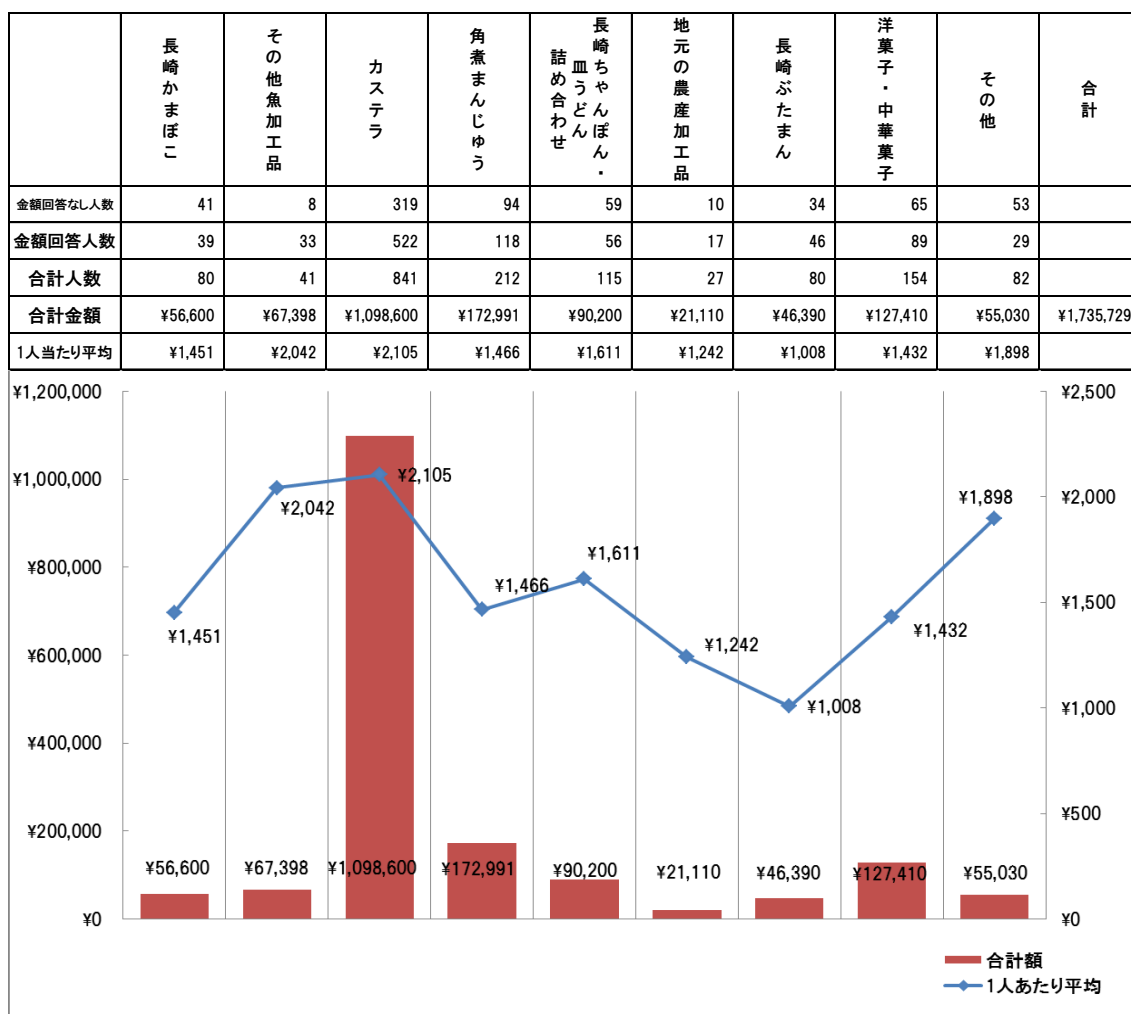 長崎かまぼこ
その他魚加工品
カステラ
角煮まんじゅう
長崎ちゃんぽん・
皿うどん
詰め合わせ
地元の農産加工品
長崎ぶたまん
洋菓子・中華菓子
その他
合計
金額回答なし人数 41 8 319 94 59 10 34 65 53
金額回答人数 39 33 522 118 56 17 46 89 29
合計人数 80 41 841 212 115 27 80 154 82
合計金額 ¥56,600 ¥67,398 ¥1,098,600 ¥172,991 ¥90,200 ¥21,110 ¥46,390 ¥127,410 ¥55,030 ¥1,735,729
1人当たり平均 ¥1,451 ¥2,042 ¥2,105 ¥1,466 ¥1,611 ¥1,242 ¥1,008 ¥1,432 ¥1,898
¥1,200,000
¥1,000,000
¥800,000
¥600,000
¥400,000
¥200,000
¥0
¥1,451
¥2,042
¥2,105
¥1,466
¥1,611
¥1,242
¥1,008
¥1,432
¥1,898
¥56,600
¥67,398
¥1,098,600
¥172,991
¥90,200
¥21,110
¥46,390
¥127,410
¥55,030
¥2,500
¥2,000
¥1,500
¥1,000
¥500
¥0
合計額
1人あたり平均